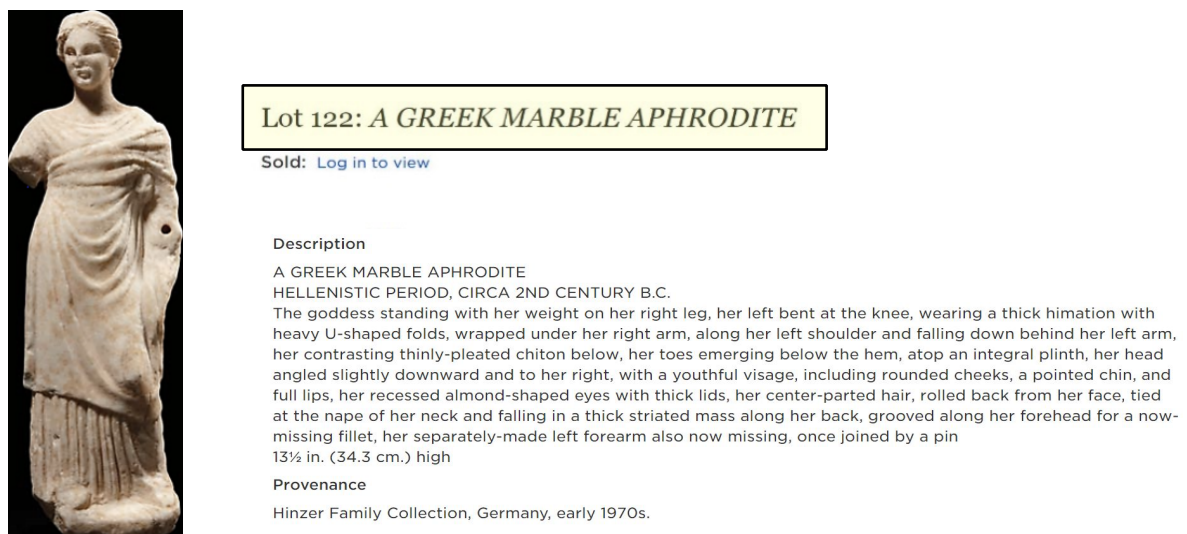 Lot 122: A GREEK MARBLE APHRODITE
Sold: Log in to view
Description
A GREEK MARBLE APHRODITE
HELLENISTIC PERIOD, CIRCA 2ND CENTURY B.C.
The goddess standing with her weight on her right leg, her left bent at the knee, wearing a thick himation with
heavy U-shaped folds, wrapped under her right arm, along her left shoulder and falling down behind her left arm,
her contrasting thinly-pleated chiton below, her toes emerging below the hem, atop an integral plinth, her head
angled slightly downward and to her right, with a youthful visage, including rounded cheeks, a pointed chin, and
full lips, her recessed almond-shaped eyes with thick lids, her center-parted hair, rolled back from her face, tied
at the nape of her neck and falling in a thick striated mass along her back, grooved along her forehead for a now-
missing fillet, her separately-made left forearm also now missing, once joined by a pin
13½ in. (34.3 cm.) high
Provenance
Hinzer Family Collection, Germany, early 1970s.